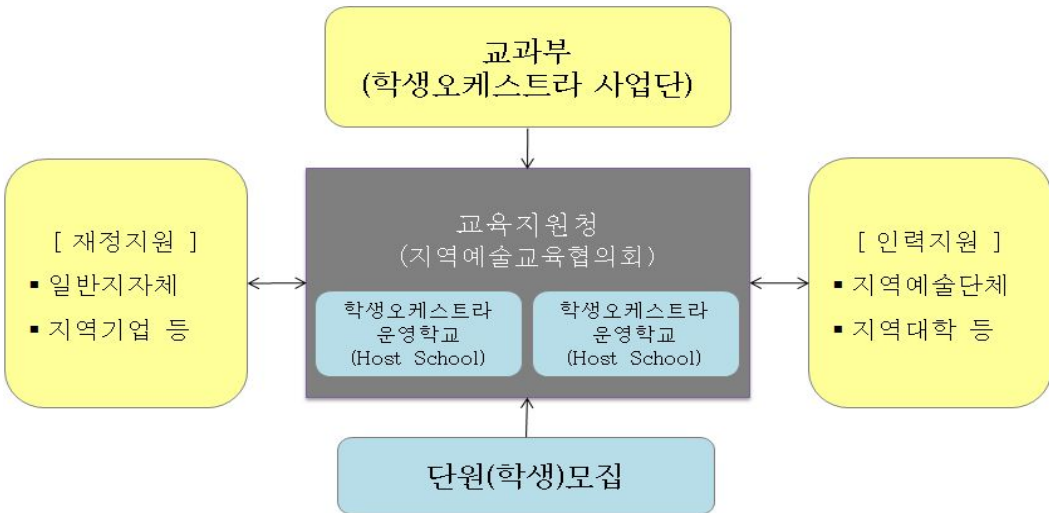 교과부
(학생오케스트라 사업단)
[ 재정지원 ]
▪ 일반지자체
▪ 지역기업 등
교육지원청
(지역예술교육협의회)
학생오케스트라
운영학교
(Host School)
학생오케스트라
운영학교
(Host School)
[ 인력지원 ]
▪ 지역예술단체
▪ 지역대학 등
단원(학생)모집